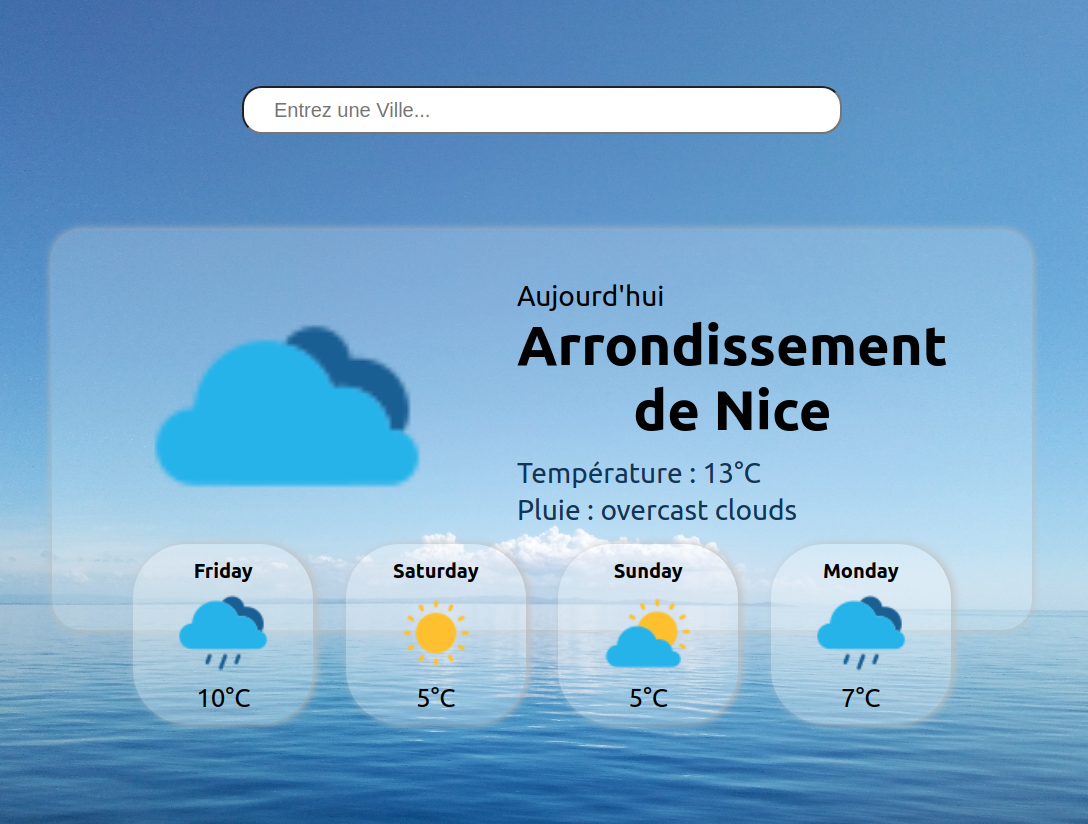 Entrez une Ville...
Aujourd'hui
Arrondissement
de Nice
Température : 13°C
Pluie : overcast clouds
Friday
Saturday
Sunday
Monday
10°C
5°C
5°C
7°C